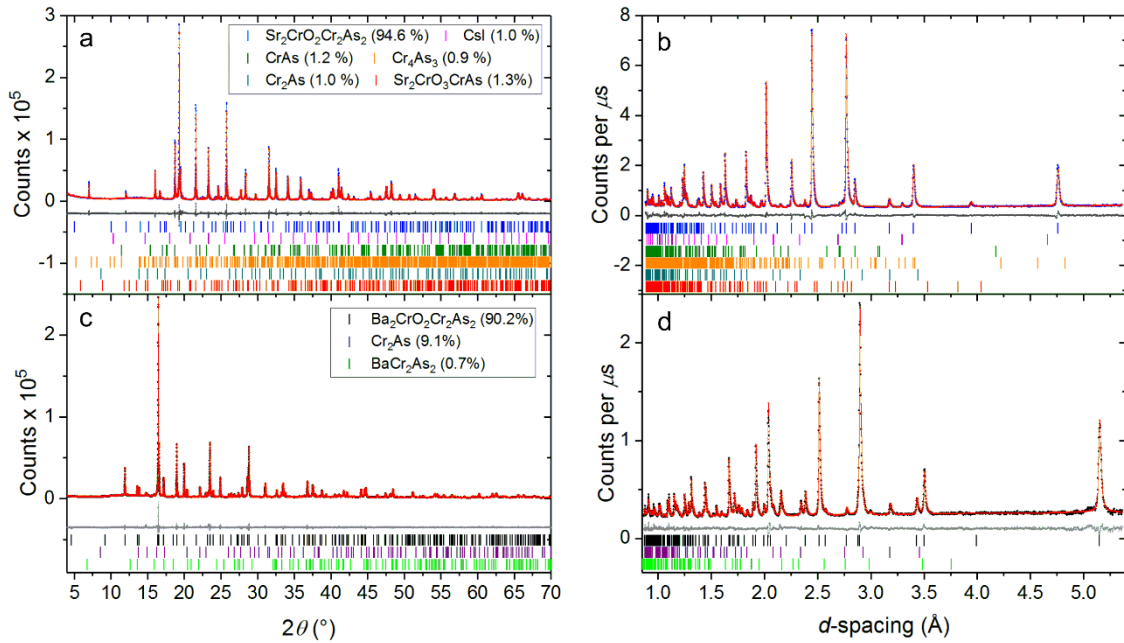 a
Sr₂CrO₂Cr₂As₂ (94.6 %) CsI (1.0 %)
CrAs (1.2 %) Cr₄As₃ (0.9 %)
Cr₂As (1.0 %) Sr₂CrO₃CrAs (1.3%)
3
2
1
0
-1
Counts x 10⁵
b
8
6
4
2
0
-2
Counts per μs
c
Ba₂CrO₂Cr₂As₂ (90.2%)
Cr₂As (9.1%)
BaCr₂As₂ (0.7%)
2
1
0
Counts x 10⁵
5 10 15 20 25 30 35 40 45 50 55 60 65 70
2θ (°)
d
2
1
0
Counts per μs
1.0 1.5 2.0 2.5 3.0 3.5 4.0 4.5 5.0
d-spacing (Å)